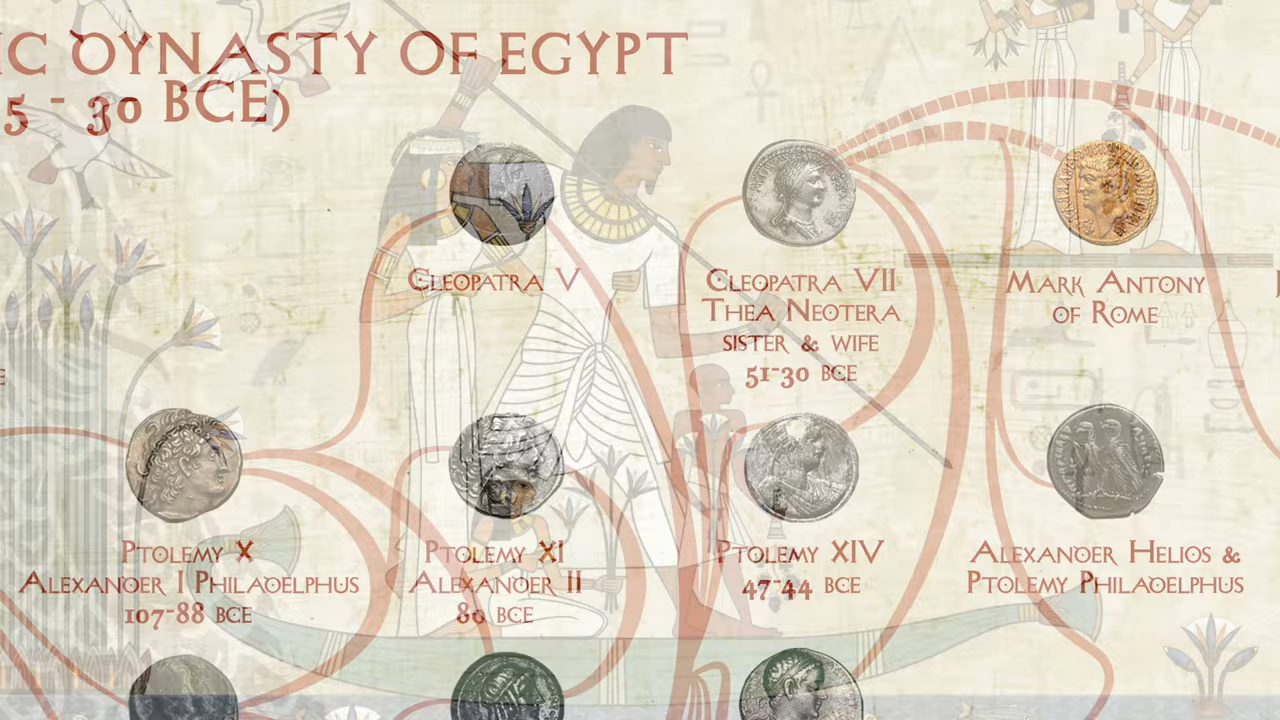 IC DYNASTY OF EGYPT
5 - 30 BCE)
CLEOPATRA V
CLEOPATRA VII
THEA NEOTERA
SISTER & WIFE
51-30 BCE
MARK ANTONY
OF ROME
PTOLEMY X
ALEXANDER I PHILADELPHUS
107-88 BCE
PTOLEMY XI
ALEXANDER II
80 BCE
PTOLEMY XIV
47-44 BCE
ALEXANDER HELIOS &
PTOLEMY PHILADELPHUS